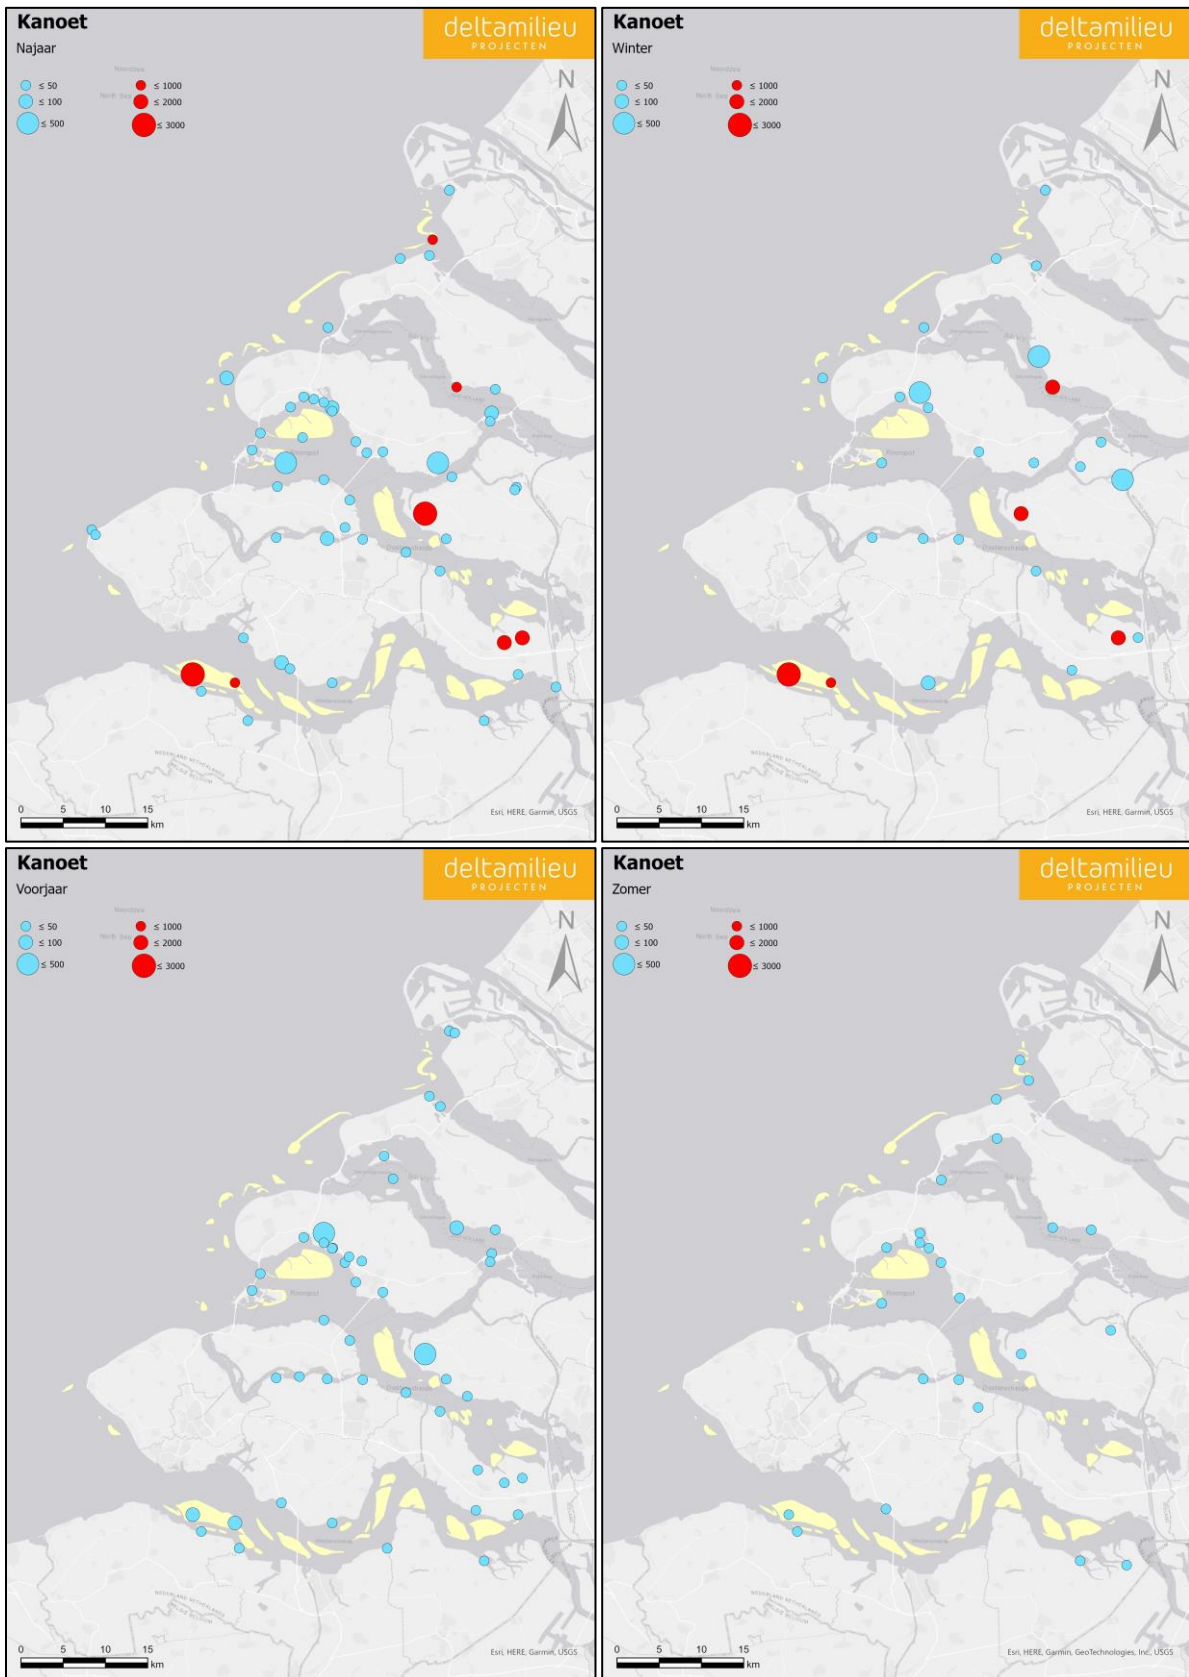 Kanoet
Najaar
deltamilieu
PROJECTEN
≤ 50
≤ 100
≤ 500
≤ 1000
≤ 2000
≤ 3000
N
Roompot
0 5 10 15
km
Esri, HERE, Garmin, USGS
Kanoet
Winter
deltamilieu
PROJECTEN
≤ 50
≤ 100
≤ 500
≤ 1000
≤ 2000
≤ 3000
N
Roompot
0 5 10 15
km
Esri, HERE, Garmin, USGS
Kanoet
Voorjaar
deltamilieu
PROJECTEN
≤ 50
≤ 100
≤ 500
≤ 1000
≤ 2000
≤ 3000
N
Roompot
0 5 10 15
km
Esri, HERE, Garmin, USGS
Kanoet
Zomer
deltamilieu
PROJECTEN
≤ 50
≤ 100
≤ 500
≤ 1000
≤ 2000
≤ 3000
N
Roompot
0 5 10 15
km
Esri, HERE, Garmin, GeoTechnologies, Inc., USGS